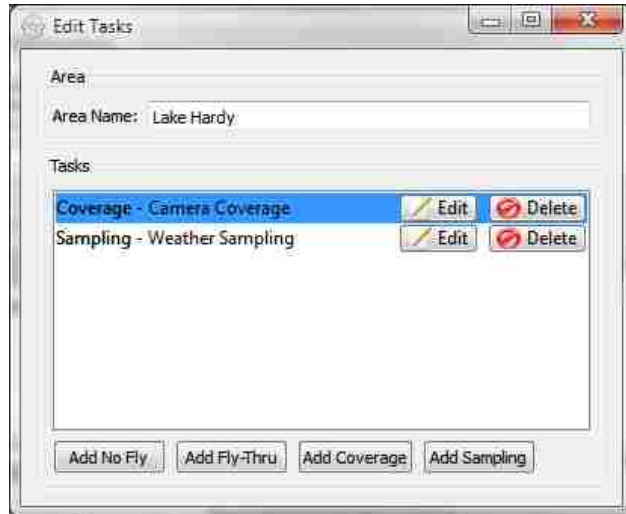 Edit Tasks
Area
Area Name: Lake Hardy
Tasks
Coverage - Camera Coverage Edit Delete
Sampling - Weather Sampling Edit Delete
Add No Fly Add Fly-Thru Add Coverage Add Sampling